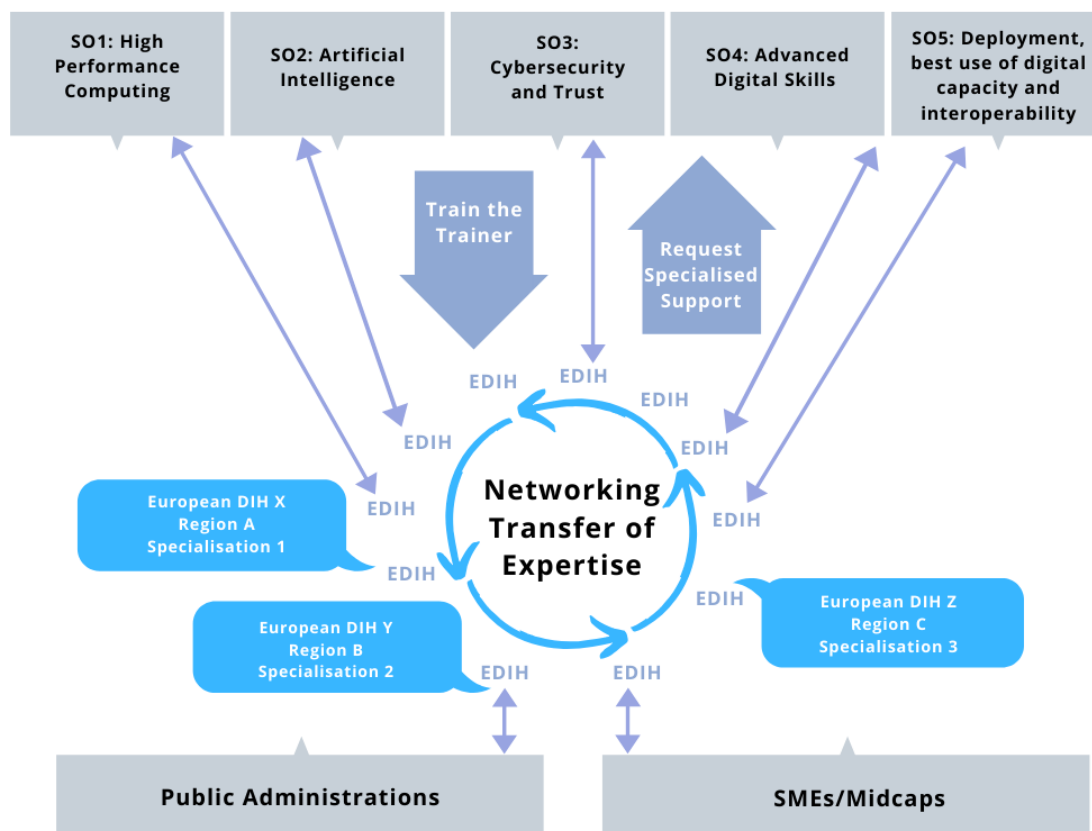 SO1: High
Performance
Computing
SO2: Artificial
Intelligence
SO3:
Cybersecurity
and Trust
SO4: Advanced
Digital Skills
SO5: Deployment,
best use of digital
capacity and
interoperability
Train the
Trainer
Request
Specialised
Support
EDIH
EDIH
EDIH
EDIH
EDIH
EDIH
EDIH
EDIH
EDIH
EDIH
EDIH
Networking
Transfer of
Expertise
European DIH X
Region A
Specialisation 1
European DIH Y
Region B
Specialisation 2
European DIH Z
Region C
Specialisation 3
Public Administrations
SMEs/Midcaps